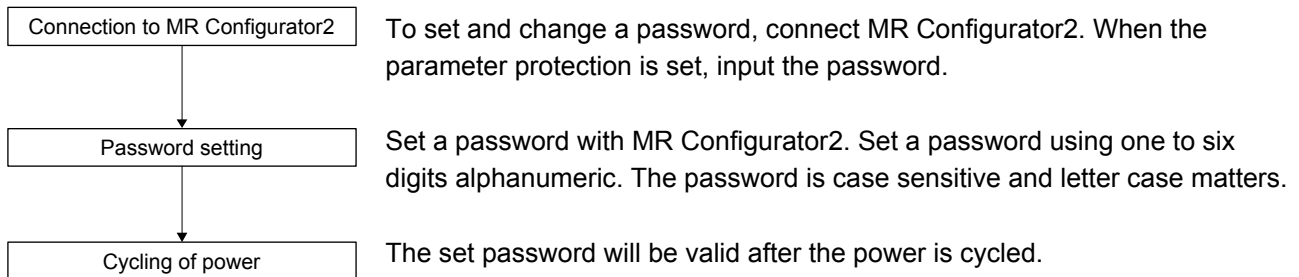 Connection to MR Configurator2
To set and change a password, connect MR Configurator2. When the
parameter protection is set, input the password.
Password setting
Set a password with MR Configurator2. Set a password using one to six
digits alphanumeric. The password is case sensitive and letter case matters.
Cycling of power
The set password will be valid after the power is cycled.